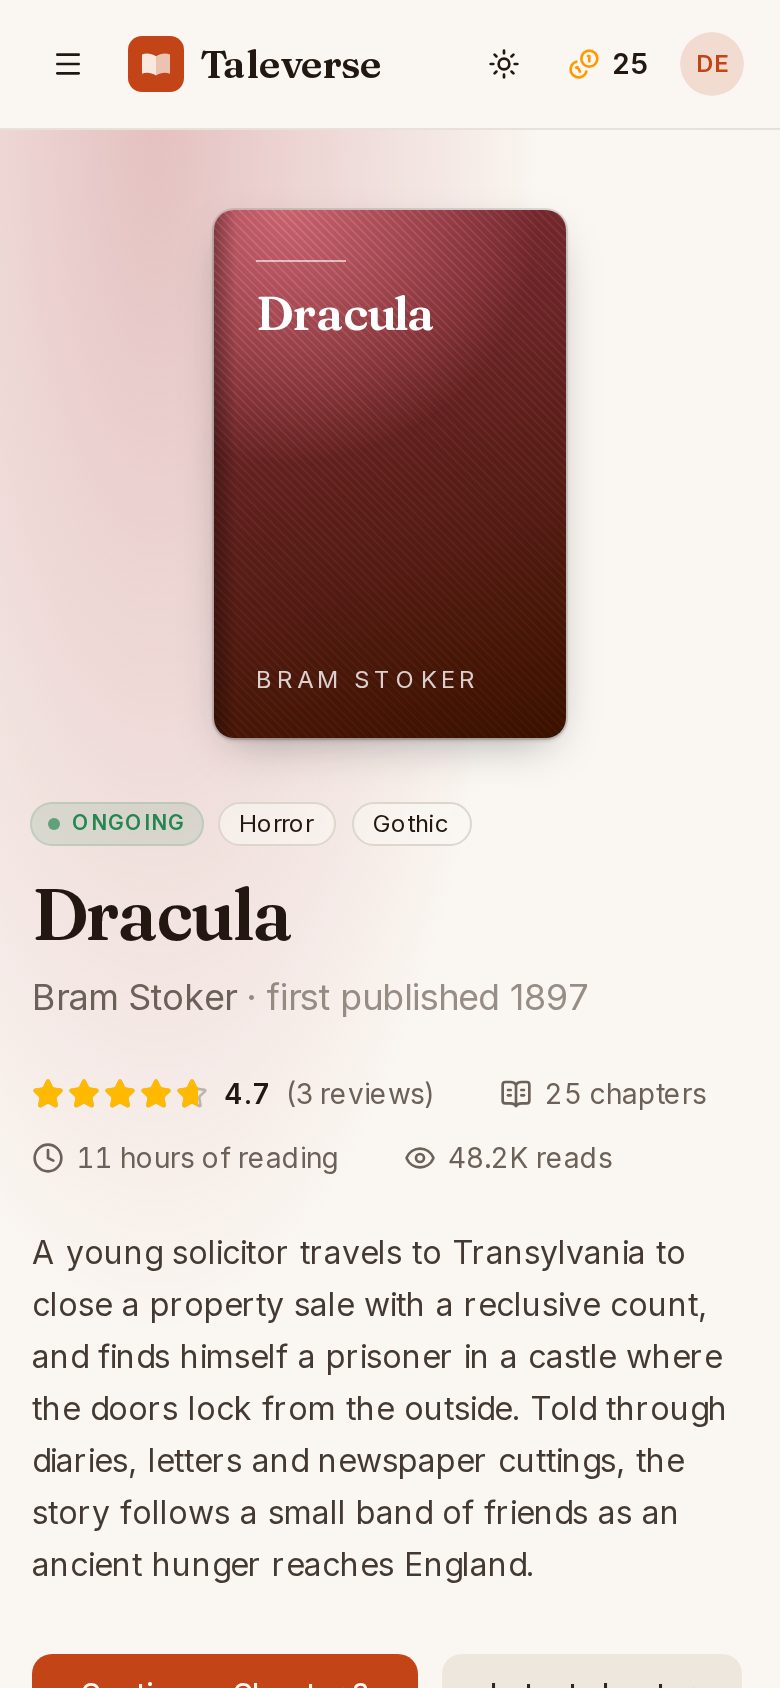 Taleverse
25
DE
Dracula
BRAM STOKER
ONGOING
Horror
Gothic
Dracula
Bram Stoker · first published 1897
4.7 (3 reviews)
25 chapters
11 hours of reading
48.2K reads
A young solicitor travels to Transylvania to
close a property sale with a reclusive count,
and finds himself a prisoner in a castle where
the doors lock from the outside. Told through
diaries, letters and newspaper cuttings, the
story follows a small band of friends as an
ancient hunger reaches England.